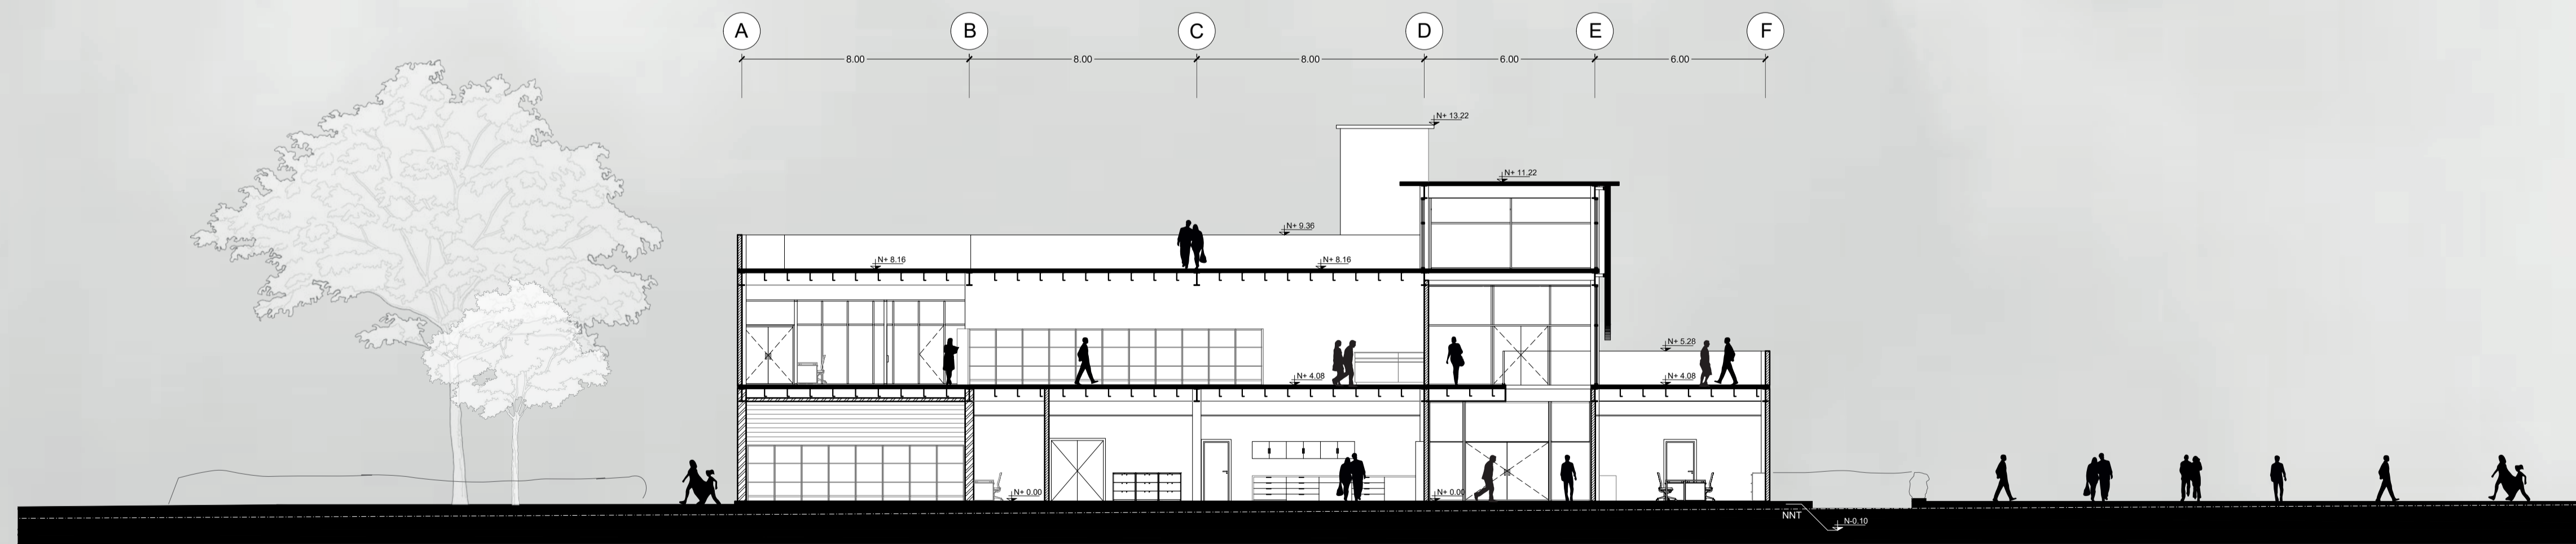 A B C D E F
8.00 8.00 8.00 6.00 6.00
N+ 13.22
N+ 11.22
N+ 9.36
N+ 8.16 N+ 8.16
N+ 5.28
N+ 4.08 N+ 4.08
N+ 0.00 N+ 0.00
NNT
N-0.10